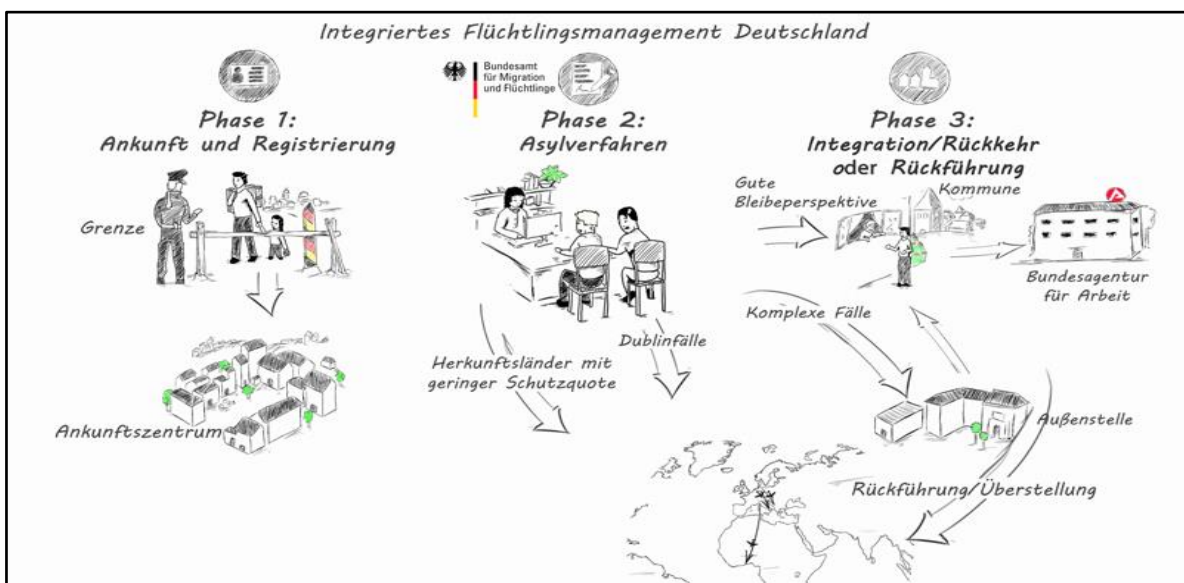 Integriertes Flüchtlingsmanagement Deutschland
Bundesamt
für Migration
und Flüchtlinge
Phase 1:
Ankunft und Registrierung
Grenze
Ankunftszentrum
Phase 2:
Asylverfahren
Herkunftsländer mit
geringer Schutzquote
Dublinfälle
Phase 3:
Integration/Rückkehr
oder Rückführung
Gute
Bleibeperspektive
Kommune
Bundesagentur
für Arbeit
Komplexe Fälle
Außenstelle
Rückführung/Überstellung